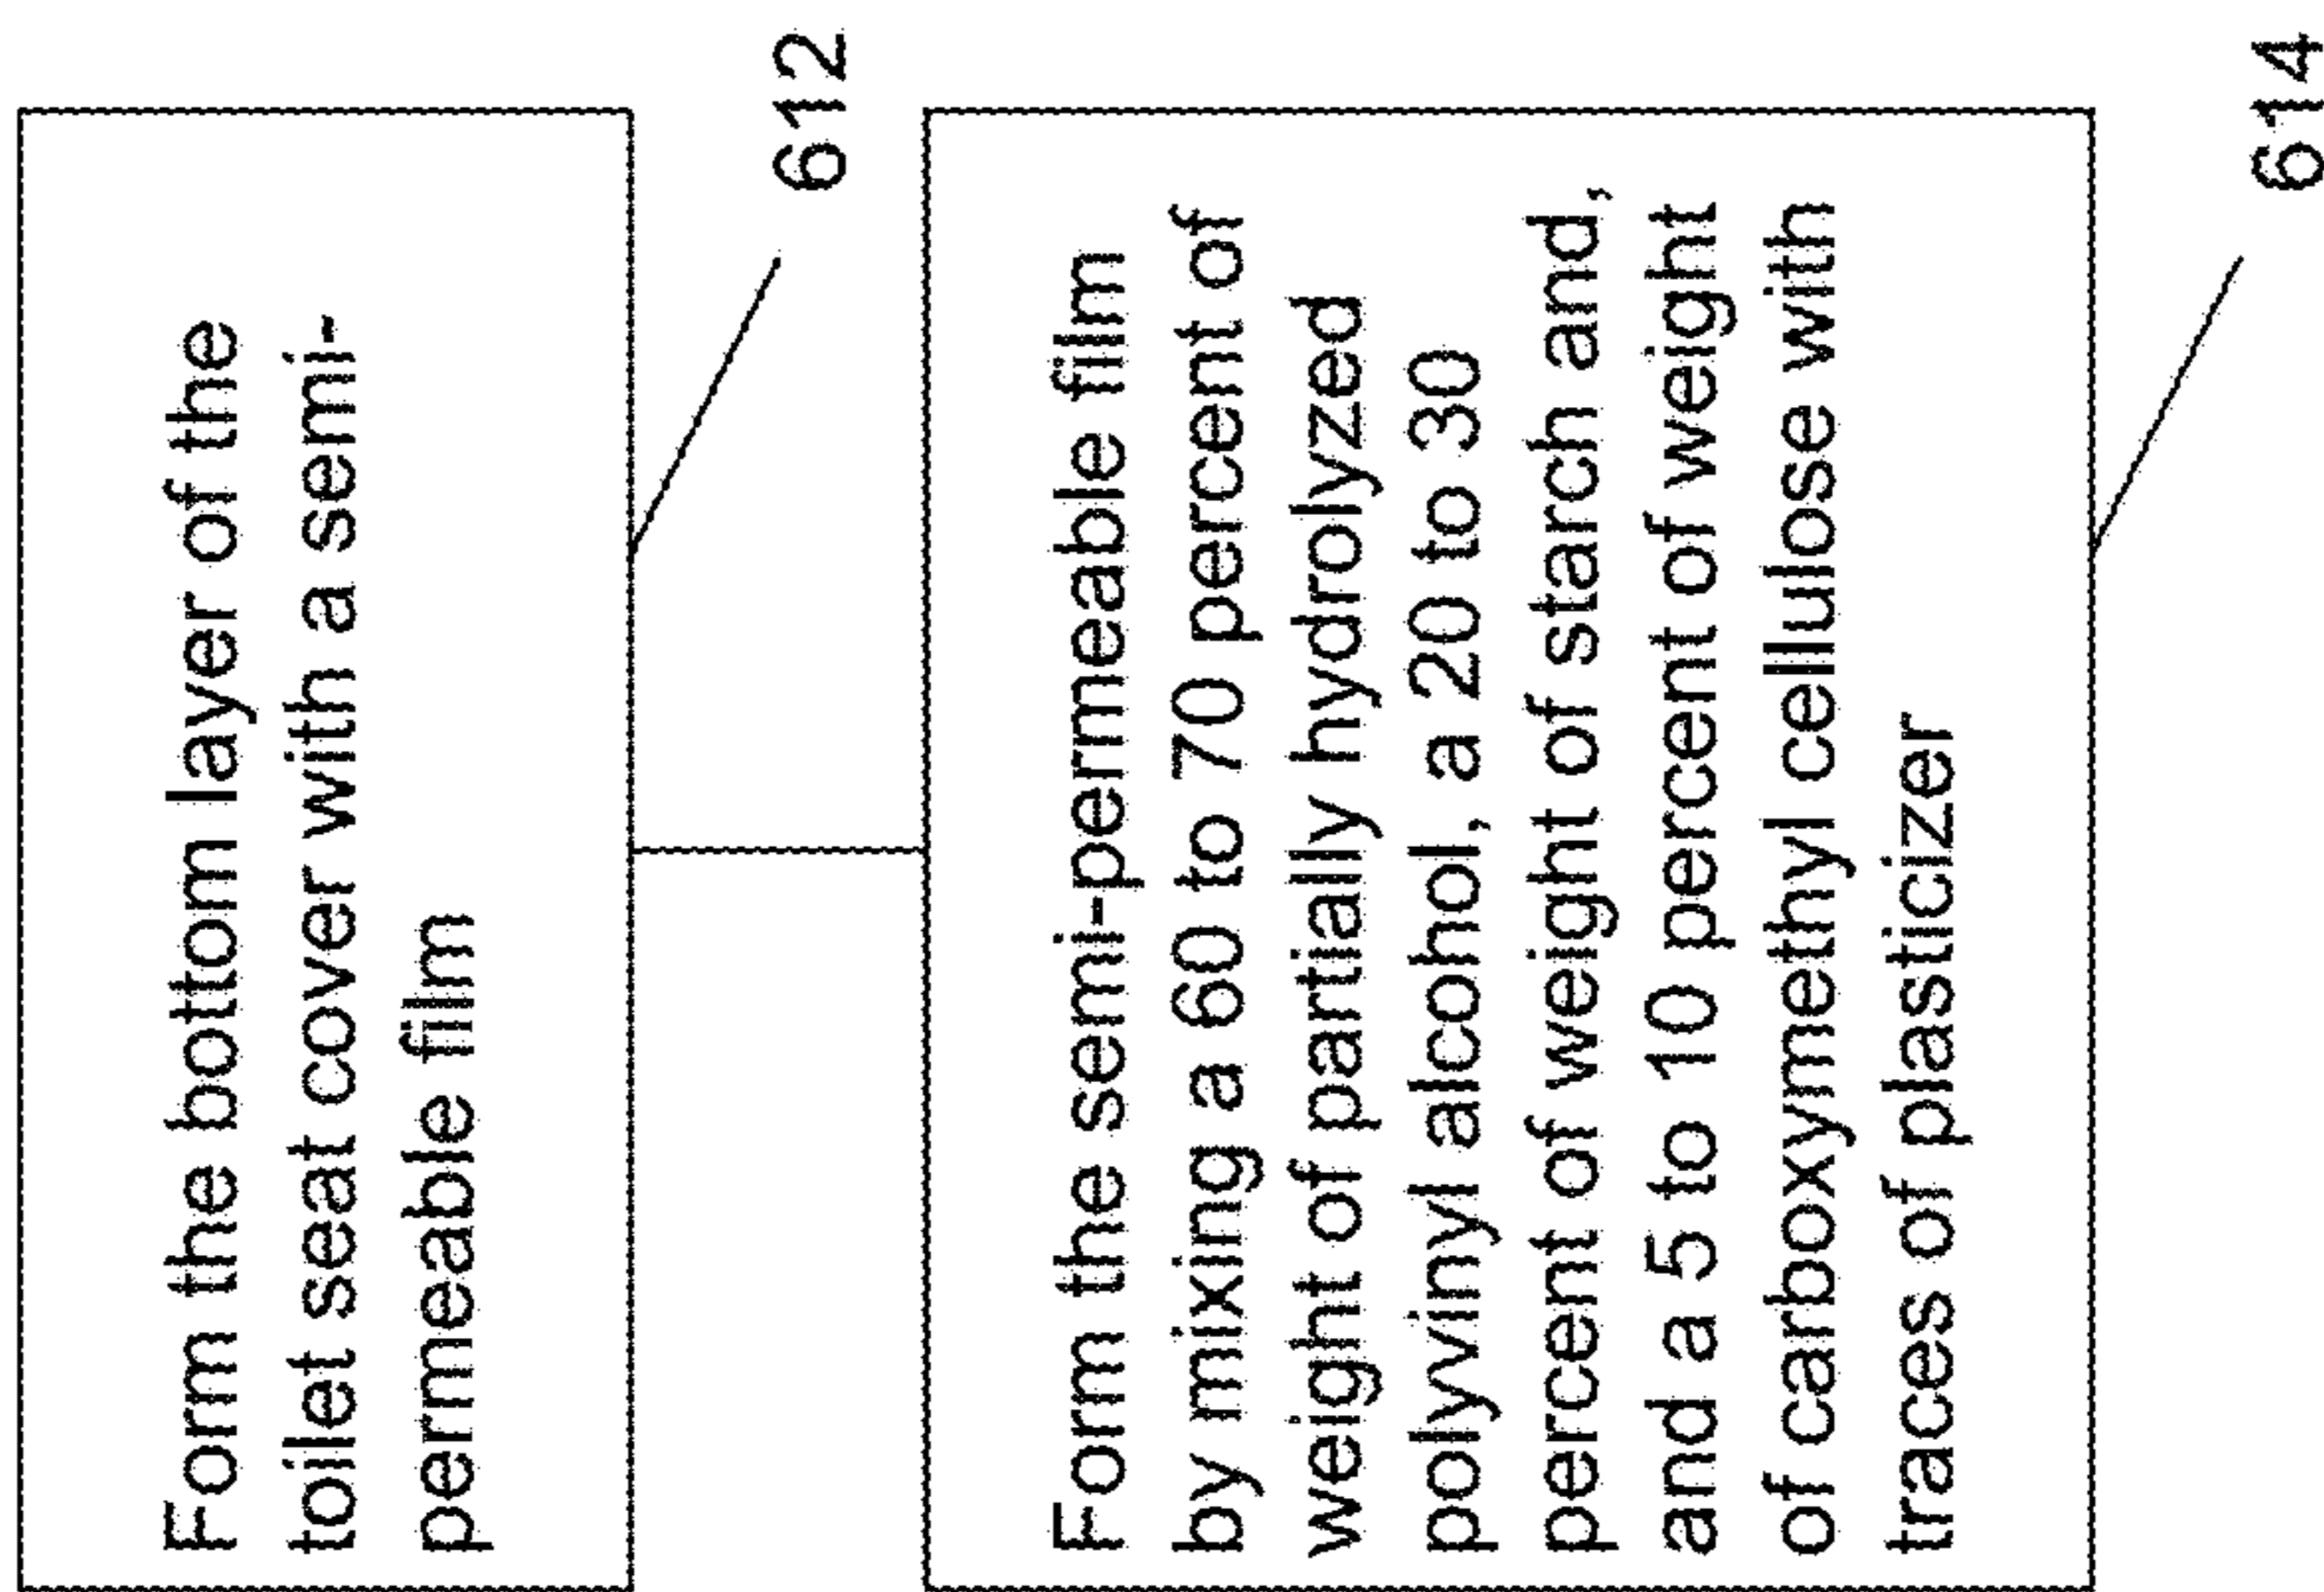 Form the bottom layer of the
toilet seat cover with a semi-
permeable film
612
Form the semi-permeable film
by mixing a 60 to 70 percent of
weight of partially hydrolyzed
polyvinyl alcohol, a 20 to 30
percent of weight of starch and,
and a 5 to 10 percent of weight
of carboxymethyl cellulose with
traces of plasticizer
614